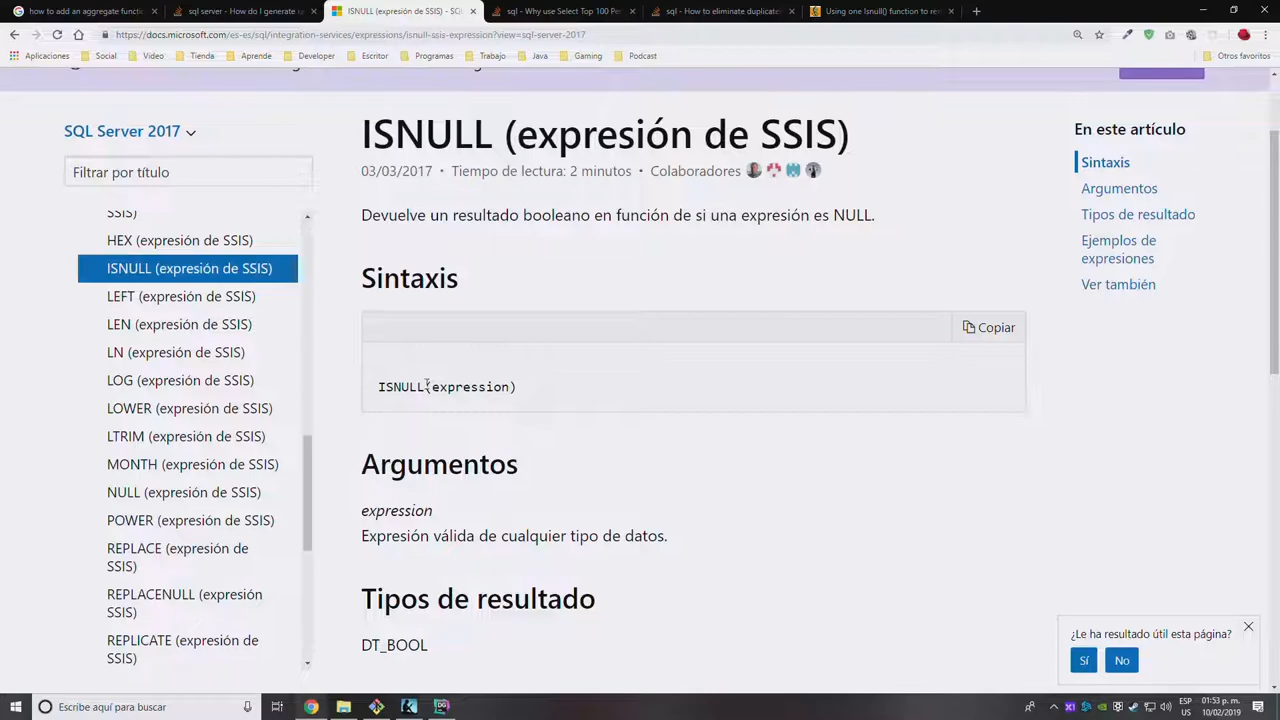 how to add an aggregate functi
sql server - How do I generate r
ISNULL (expresión de SSIS) - SQ
sql - Why use Select Top 100 Pe
sql - How to eliminate duplicate
Using one Isnull() function to re
https://docs.microsoft.com/es-es/sql/integration-services/expressions/isnull-ssis-expression?view=sql-server-2017
Aplicaciones
Social
Video
Tienda
Aprende
Developer
Escritor
Programas
Trabajo
Java
Gaming
Podcast
Otros favoritos
SQL Server 2017
Filtrar por título
SSIS)
HEX (expresión de SSIS)
ISNULL (expresión de SSIS)
LEFT (expresión de SSIS)
LEN (expresión de SSIS)
LN (expresión de SSIS)
LOG (expresión de SSIS)
LOWER (expresión de SSIS)
LTRIM (expresión de SSIS)
MONTH (expresión de SSIS)
NULL (expresión de SSIS)
POWER (expresión de SSIS)
REPLACE (expresión de
SSIS)
REPLACENULL (expresión
SSIS)
REPLICATE (expresión de
SSIS)
ISNULL (expresión de SSIS)
03/03/2017 • Tiempo de lectura: 2 minutos • Colaboradores
Devuelve un resultado booleano en función de si una expresión es NULL.
Sintaxis
Copiar
ISNULL(expression)
Argumentos
expression
Expresión válida de cualquier tipo de datos.
Tipos de resultado
DT_BOOL
En este artículo
Sintaxis
Argumentos
Tipos de resultado
Ejemplos de
expresiones
Ver también
¿Le ha resultado útil esta página?
Sí
No
Escribe aquí para buscar
ESP
US
01:53 p. m.
10/02/2019